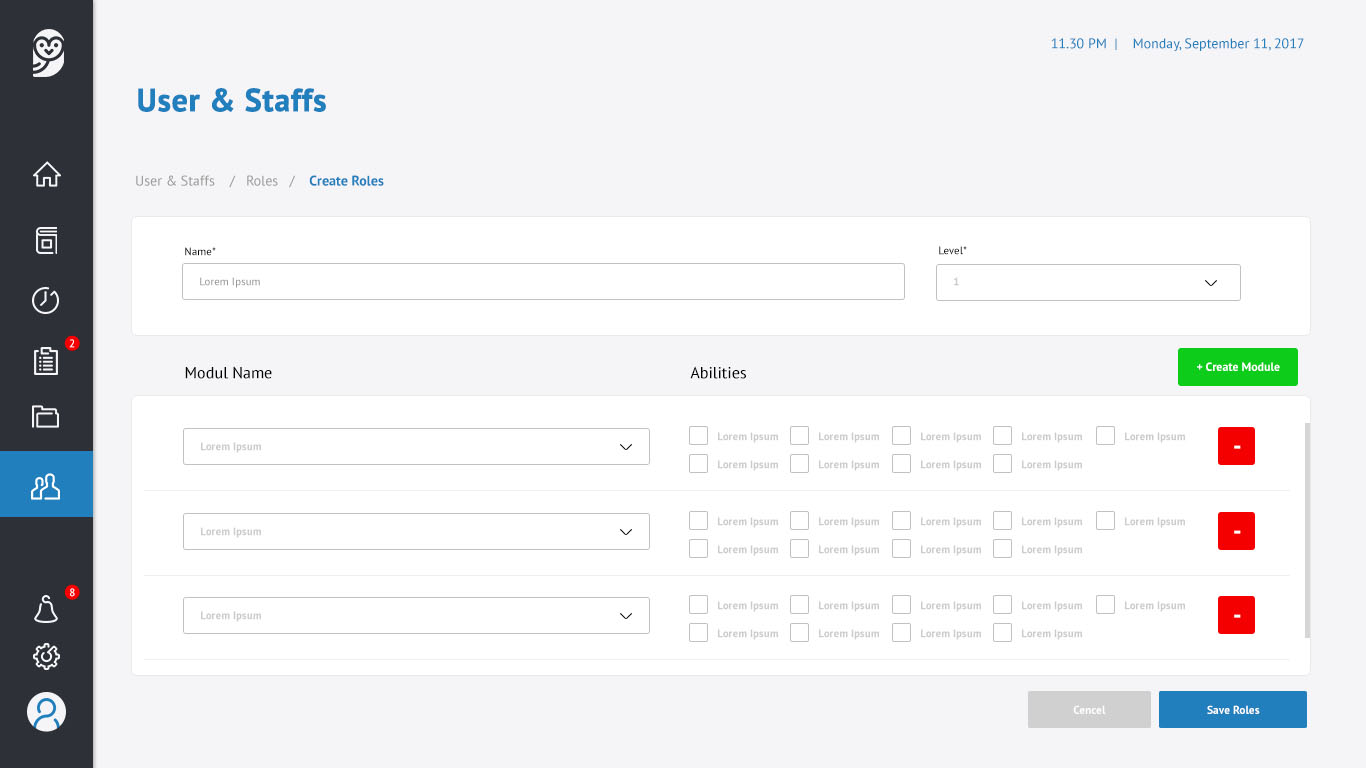 11.30 PM | Monday, September 11, 2017
User & Staffs
User & Staffs / Roles / Create Roles
Name*
Level*
Lorem Ipsum
1
2
Modul Name
Abilities
+ Create Module
Lorem Ipsum
Lorem Ipsum Lorem Ipsum Lorem Ipsum Lorem Ipsum Lorem Ipsum
Lorem Ipsum Lorem Ipsum Lorem Ipsum Lorem Ipsum
-
Lorem Ipsum
Lorem Ipsum Lorem Ipsum Lorem Ipsum Lorem Ipsum Lorem Ipsum
Lorem Ipsum Lorem Ipsum Lorem Ipsum Lorem Ipsum
-
8
Lorem Ipsum
Lorem Ipsum Lorem Ipsum Lorem Ipsum Lorem Ipsum Lorem Ipsum
Lorem Ipsum Lorem Ipsum Lorem Ipsum Lorem Ipsum
-
Cencel
Save Roles